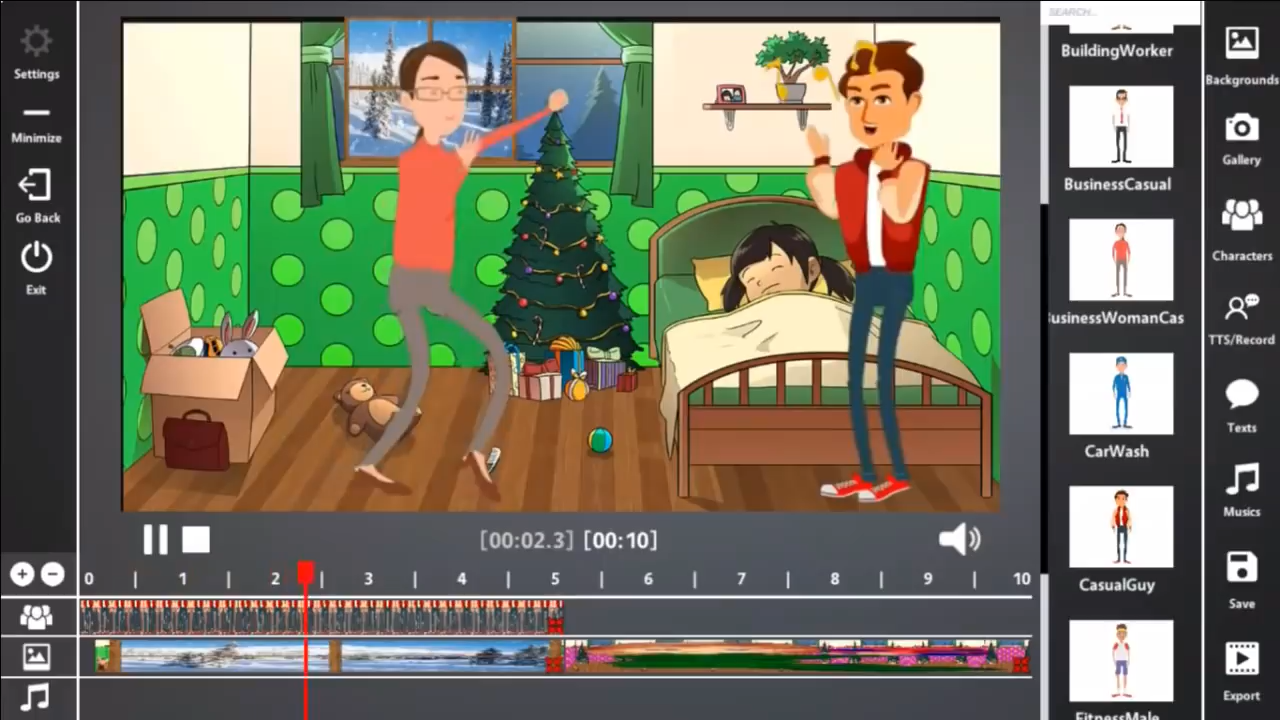 Settings
Minimize
Go Back
Exit
SEARCH...
BuildingWorker
BusinessCasual
usinessWomanCas
CarWash
CasualGuy
FitnessMale
Backgrounds
Gallery
Characters
TTS/Record
Texts
Musics
Save
Export
[00:02.3] [00:10]
0 1 2 3 4 5 6 7 8 9 10